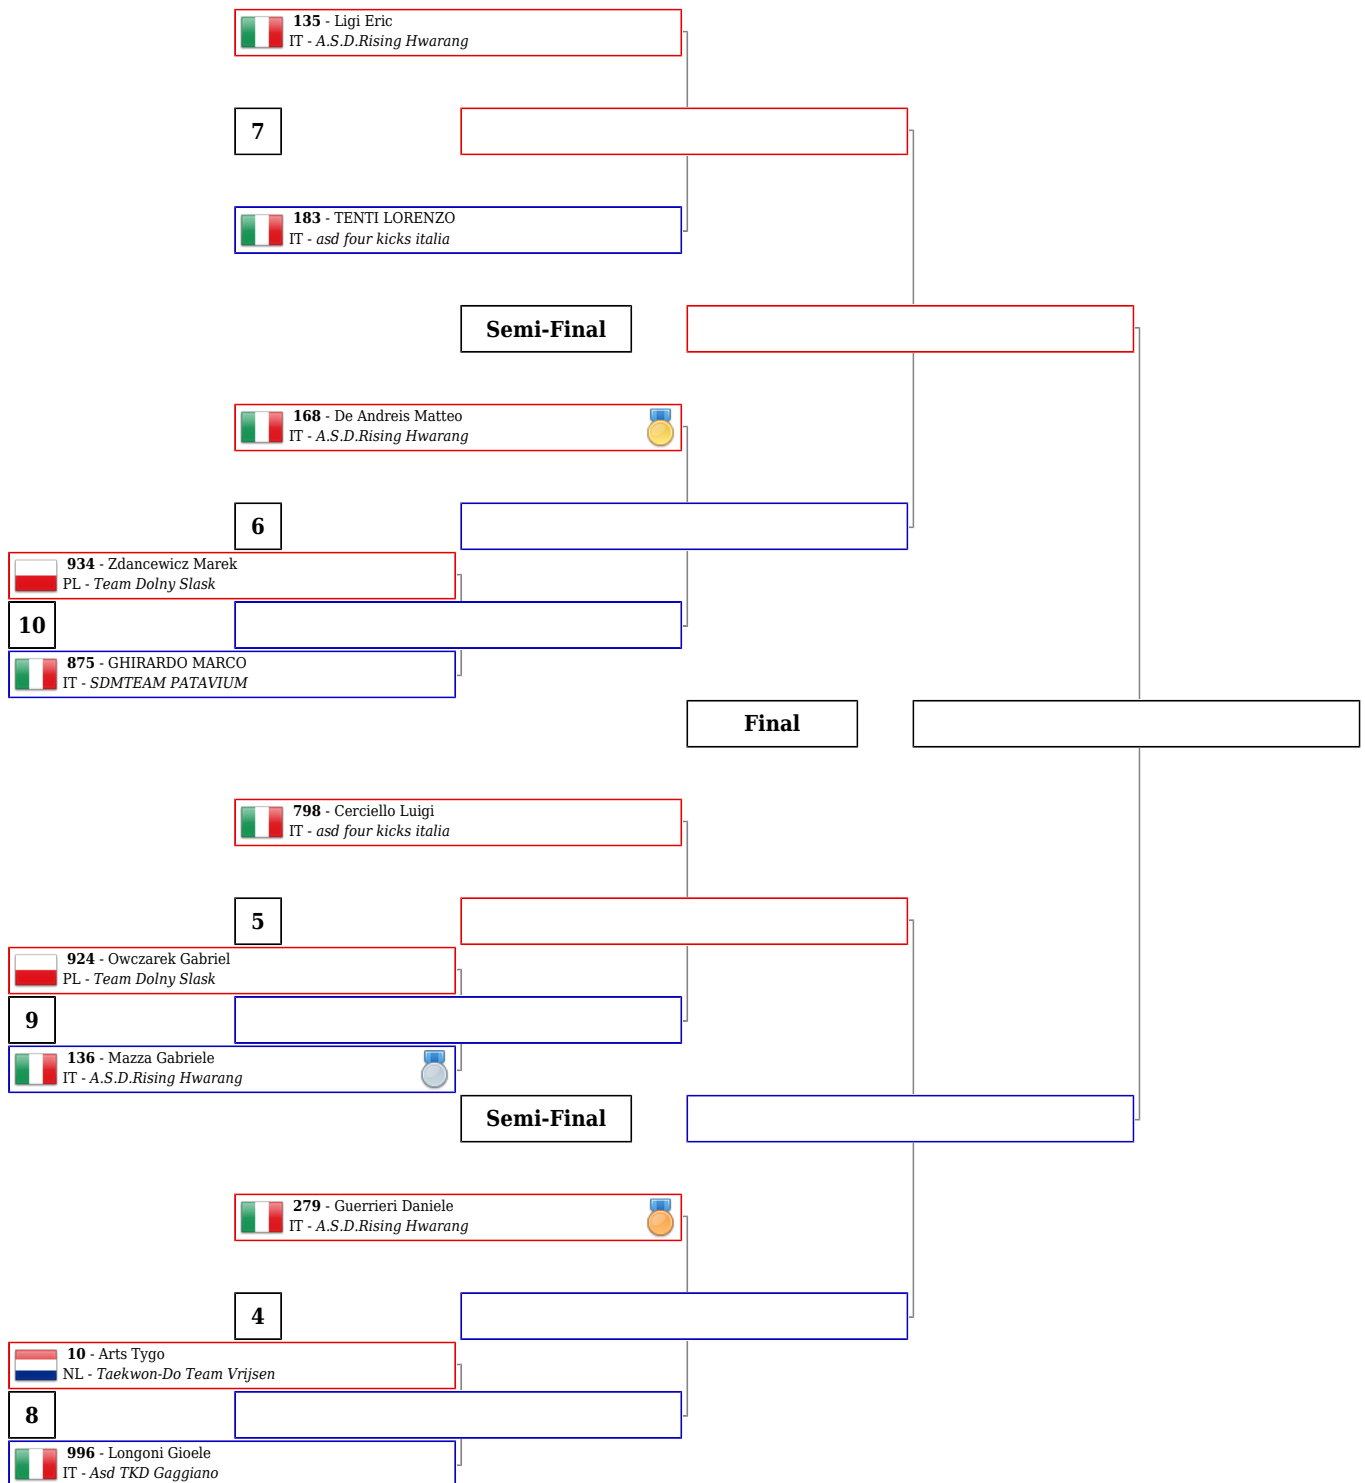 135 - Ligi Eric
IT - A.S.D.Rising Hwarang
7
183 - TENTI LORENZO
IT - asd four kicks italia
Semi-Final
168 - De Andreis Matteo
IT - A.S.D.Rising Hwarang
6
934 - Zdancewicz Marek
PL - Team Dolny Slask
10
875 - GHIRARDO MARCO
IT - SDMTEAM PATAVIUM
Final
798 - Cerciello Luigi
IT - asd four kicks italia
5
924 - Owczarek Gabriel
PL - Team Dolny Slask
9
136 - Mazza Gabriele
IT - A.S.D.Rising Hwarang
Semi-Final
279 - Guerrieri Daniele
IT - A.S.D.Rising Hwarang
4
10 - Arts Tygo
NL - Taekwon-Do Team Vrijsen
8
996 - Longoni Gioele
IT - Asd TKD Gaggiano